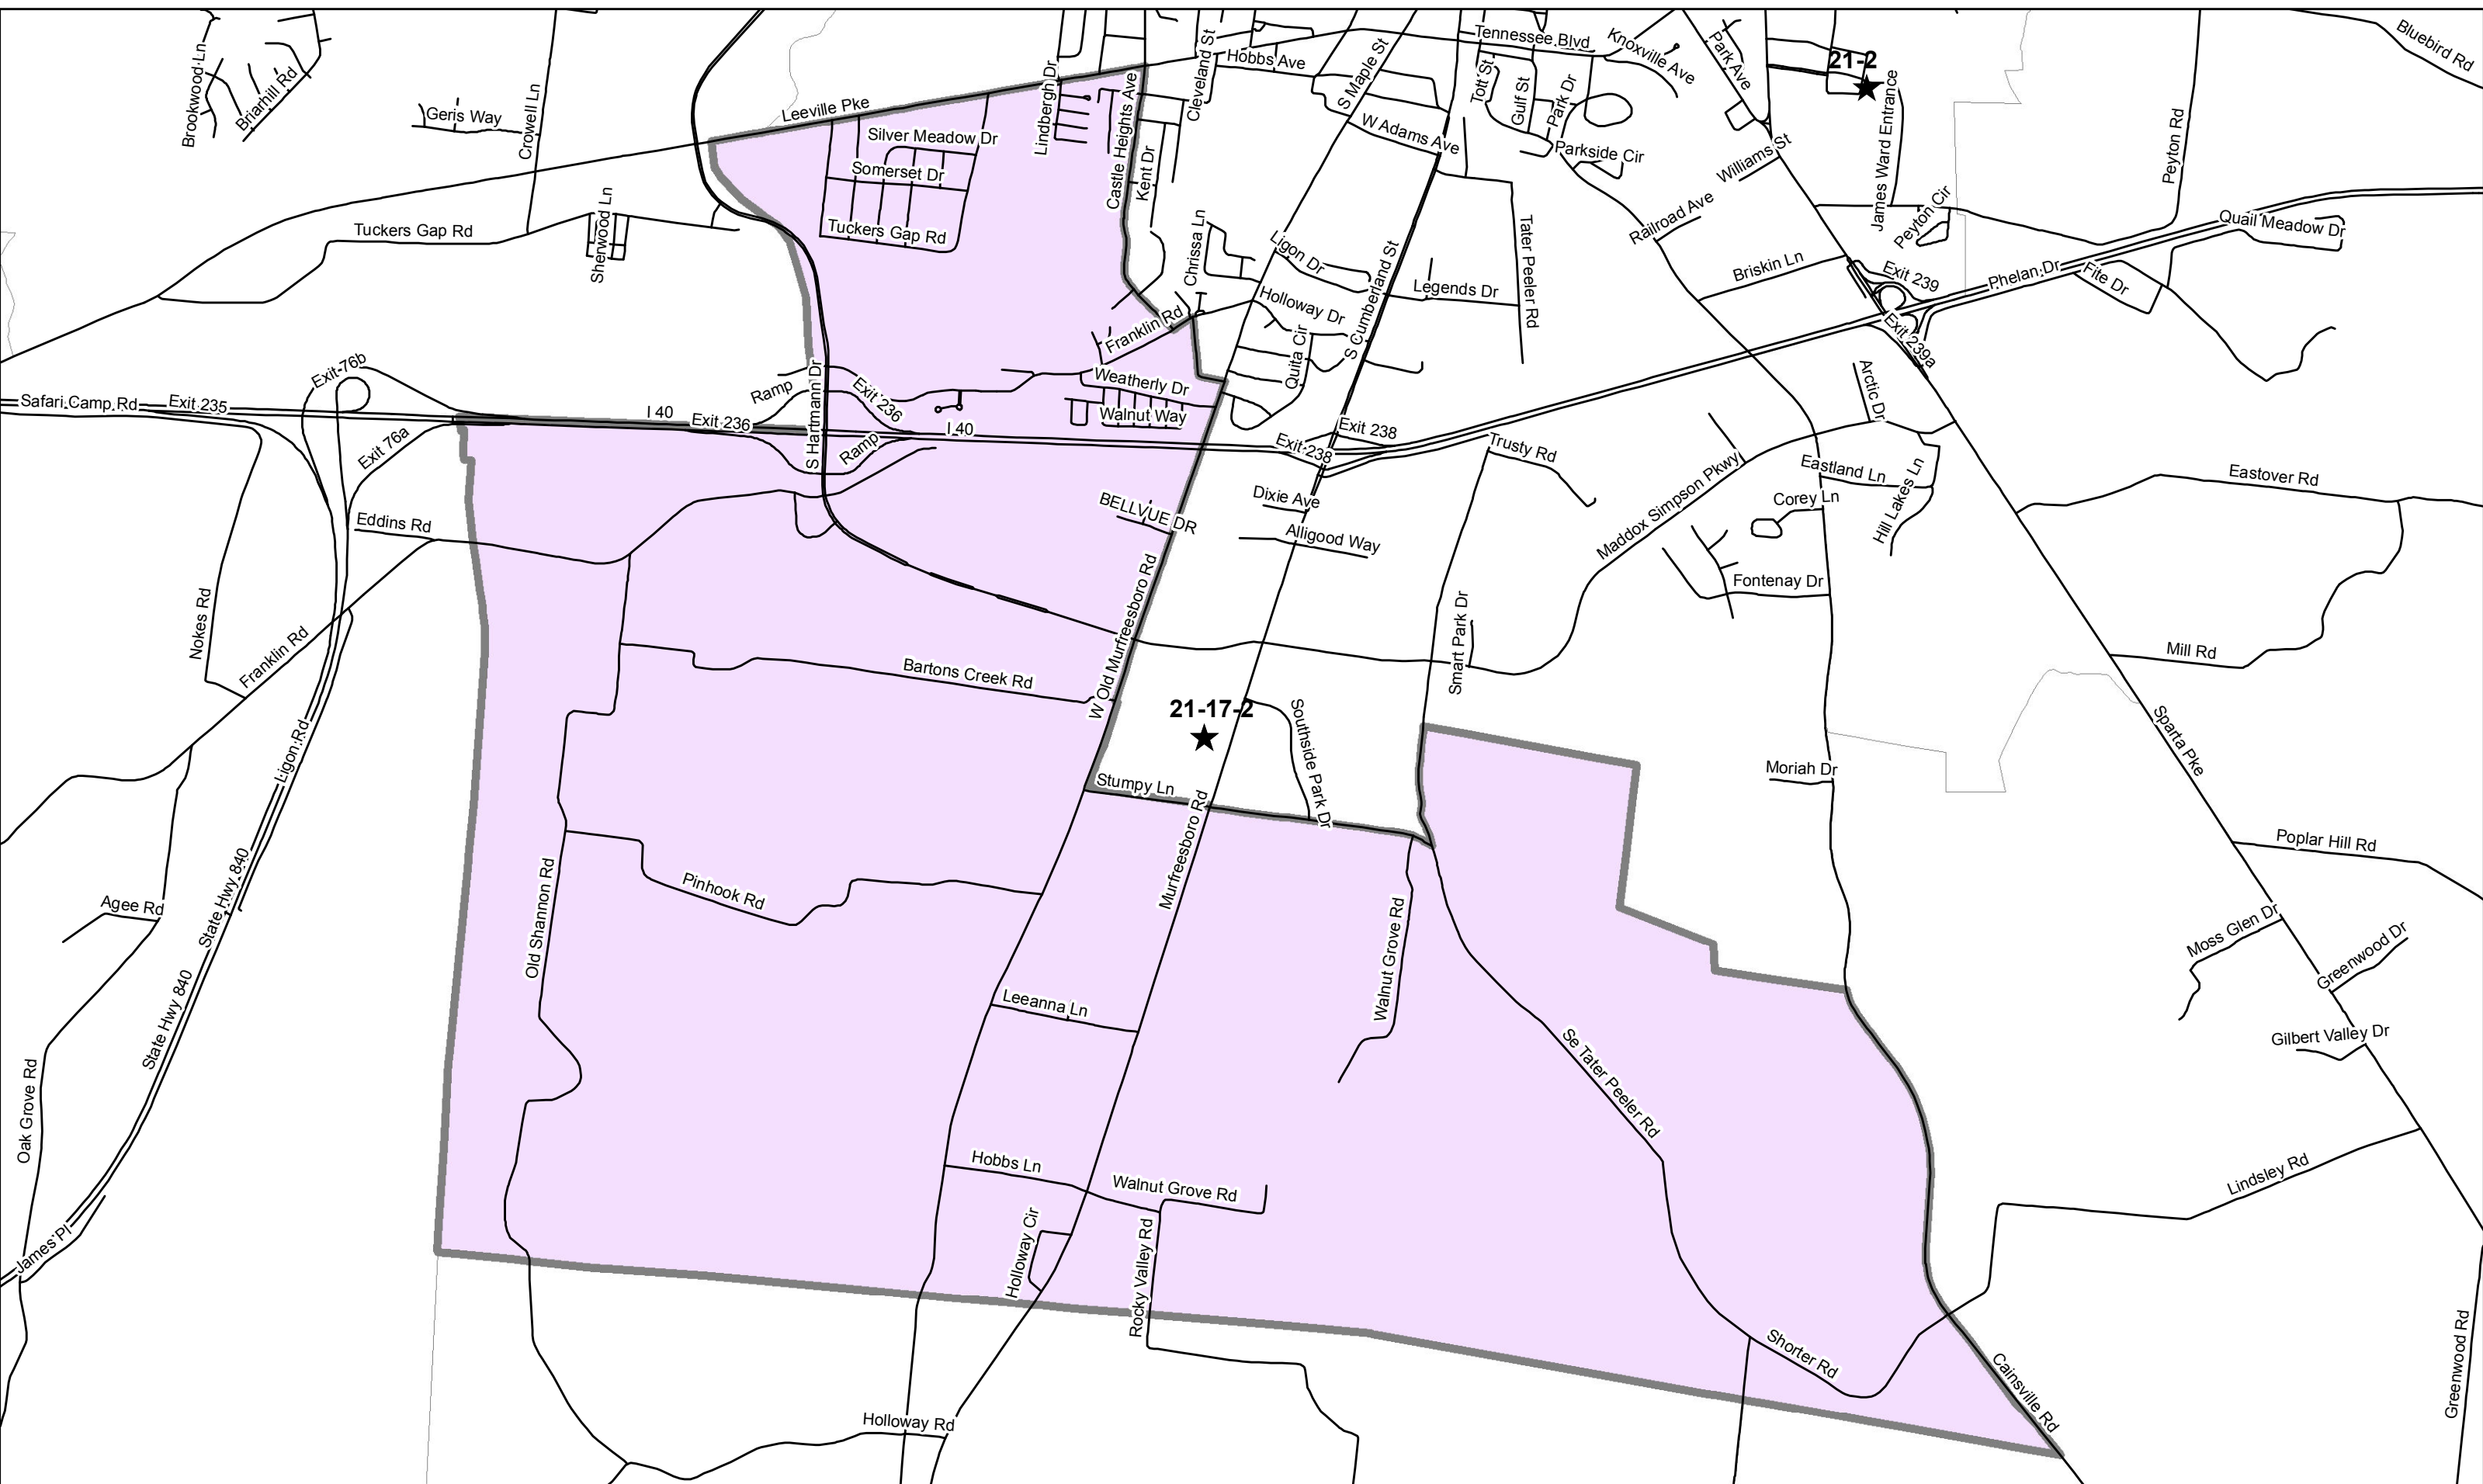 Tennessee Blvd
Knoxville Ave
Park Ave
21-2
Bluebird Rd
Brookwood Ln
Briarhill Rd
Geris Way
Crowell Ln
Leeville Pke
Silver Meadow Dr
Somerset Dr
Tuckers Gap Rd
Lindbergh Dr
Castle Heights Ave
Kent Dr
Cleveland St
Hobbs Ave
S Maple St
W Adams Ave
Tott St
Gulf St
Park Dr
Parkside Cir
Williams St
James Ward Entrance
Peyton Rd
Tuckers Gap Rd
Sherwood Ln
Chrissa Ln
Ligon Dr
Holloway Dr
Quita Cir
S Cumberland St
Legends Dr
Tater Peeler Rd
Railroad Ave
Briskin Ln
Peyton Cir
Exit 239
Exit 239a
Phelan Dr
Fite Dr
Quail Meadow Dr
Franklin Rd
Weatherly Dr
Walnut Way
Safari Camp Rd
Exit 235
Exit 76b
Exit 76a
I 40
Exit 236
Ramp
S Hartmann Dr
Exit 236
Ramp
I 40
Exit 238
Exit 238
Trusty Rd
Arctic Dr
Maddox Simpson Pkwy
Eastland Ln
Corey Ln
Hill Lakes Ln
Eastover Rd
Dixie Ave
Alligood Way
BELLVUE DR
Eddins Rd
Nokes Rd
Franklin Rd
Fontenay Dr
W Old Murfreesboro Rd
Smart Park Dr
Mill Rd
Bartons Creek Rd
21-17-2
Southside Park Dr
Sparta Pke
Ligon Rd
Stumpy Ln
Moriah Dr
Murfreesboro Rd
Poplar Hill Rd
State Hwy 840
Agee Rd
Old Shannon Rd
Pinhook Rd
Walnut Grove Rd
Moss Glen Dr
Greenwood Dr
State Hwy 840
Leeanna Ln
Se Tater Peeler Rd
Gilbert Valley Dr
Oak Grove Rd
Hobbs Ln
Walnut Grove Rd
Lindsley Rd
James Pl
Holloway Cir
Rocky Valley Rd
Shorter Rd
Cainsville Rd
Greenwood Rd
Holloway Rd